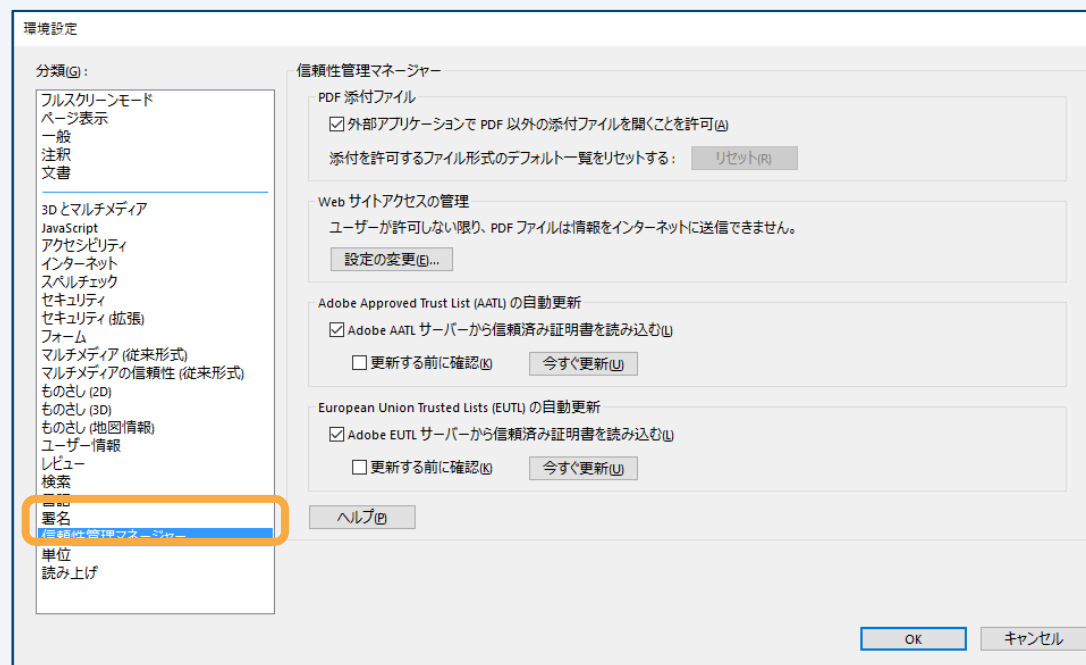 環境設定
分類(G):
フルスクリーンモード
ページ表示
一般
注釈
文書
3D とマルチメディア
JavaScript
アクセシビリティ
インターネット
スペルチェック
セキュリティ
セキュリティ (拡張)
フォーム
マルチメディア (従来形式)
マルチメディアの信頼性 (従来形式)
ものさし (2D)
ものさし (3D)
ものさし (地図情報)
ユーザー情報
レビュー
検索
言語
署名
信頼性管理マネージャー
単位
読み上げ
信頼性管理マネージャー
PDF 添付ファイル
外部アプリケーションで PDF 以外の添付ファイルを開くことを許可(A)
添付を許可するファイル形式のデフォルト一覧をリセットする: リセット(R)
Web サイトアクセスの管理
ユーザーが許可しない限り、PDF ファイルは情報をインターネットに送信できません。
設定の変更(E)...
Adobe Approved Trust List (AATL) の自動更新
Adobe AATL サーバーから信頼済み証明書を読み込む(L)
更新する前に確認(K) 今すぐ更新(U)
European Union Trusted Lists (EUTL) の自動更新
Adobe EUTL サーバーから信頼済み証明書を読み込む(L)
更新する前に確認(K) 今すぐ更新(U)
ヘルプ(P)
OK キャンセル